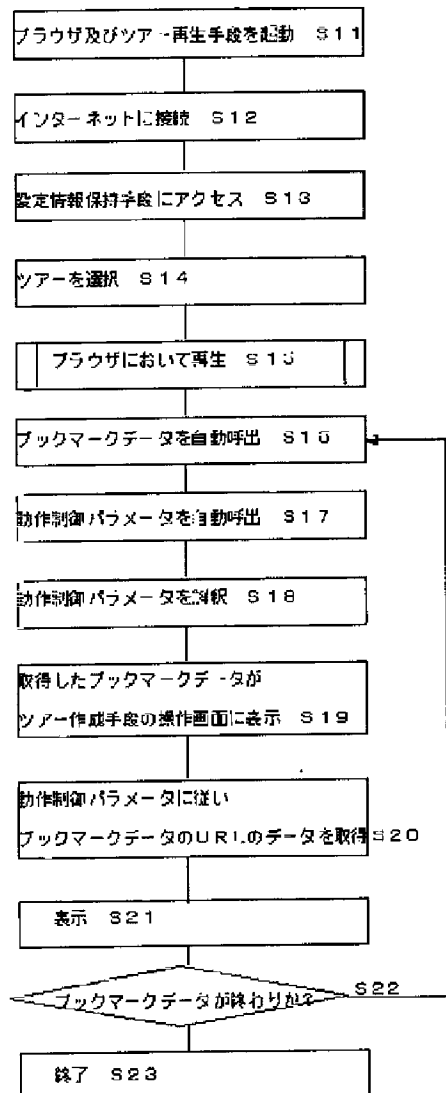 ブラウザ及びツアー再生手段を起動 S11
インターネットに接続 S12
設定情報保持手段にアクセス S13
ツアーを選択 S14
ブラウザにおいて再生 S15
ブックマークデータを自動呼出 S16
動作制御パラメータを自動呼出 S17
動作制御パラメータを解釈 S18
取得したブックマークデータが
ツアー作成手段の操作画面に表示 S19
動作制御パラメータに従い
ブックマークデータのURLのデータを取得S20
表示 S21
ブックマークデータが終わりか? S22
終了 S23